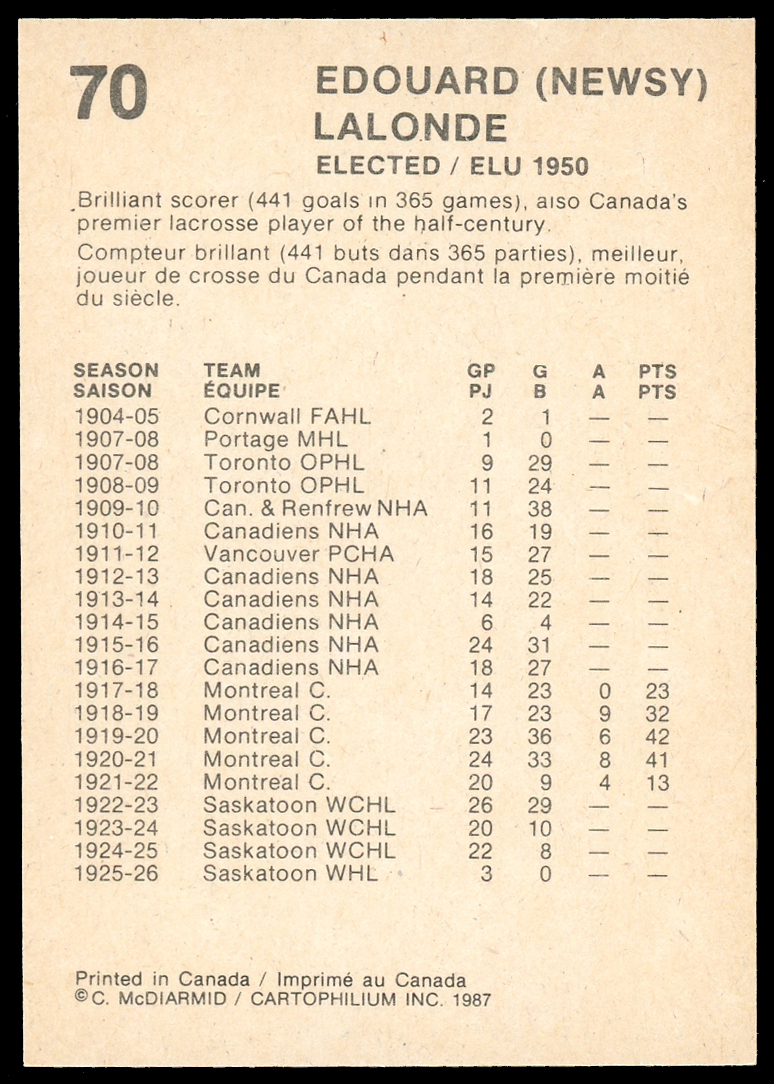 70
EDOUARD (NEWSY)
LALONDE
ELECTED / ELU 1950
Brilliant scorer (441 goals in 365 games), also Canada's
premier lacrosse player of the half-century.
Compteur brillant (441 buts dans 365 parties), meilleur,
joueur de crosse du Canada pendant la première moitié
du siècle.
SEASON TEAM GP G A PTS
SAISON ÉQUIPE PJ B A PTS
1904-05 Cornwall FAHL 2 1 — —
1907-08 Portage MHL 1 0 — —
1907-08 Toronto OPHL 9 29 — —
1908-09 Toronto OPHL 11 24 — —
1909-10 Can. & Renfrew NHA 11 38 — —
1910-11 Canadiens NHA 16 19 — —
1911-12 Vancouver PCHA 15 27 — —
1912-13 Canadiens NHA 18 25 — —
1913-14 Canadiens NHA 14 22 — —
1914-15 Canadiens NHA 6 4 — —
1915-16 Canadiens NHA 24 31 — —
1916-17 Canadiens NHA 18 27 — —
1917-18 Montreal C. 14 23 0 23
1918-19 Montreal C. 17 23 9 32
1919-20 Montreal C. 23 36 6 42
1920-21 Montreal C. 24 33 8 41
1921-22 Montreal C. 20 9 4 13
1922-23 Saskatoon WCHL 26 29 — —
1923-24 Saskatoon WCHL 20 10 — —
1924-25 Saskatoon WCHL 22 8 — —
1925-26 Saskatoon WHL 3 0 — —
Printed in Canada / Imprimé au Canada
© C. McDIARMID / CARTOPHILIUM INC. 1987